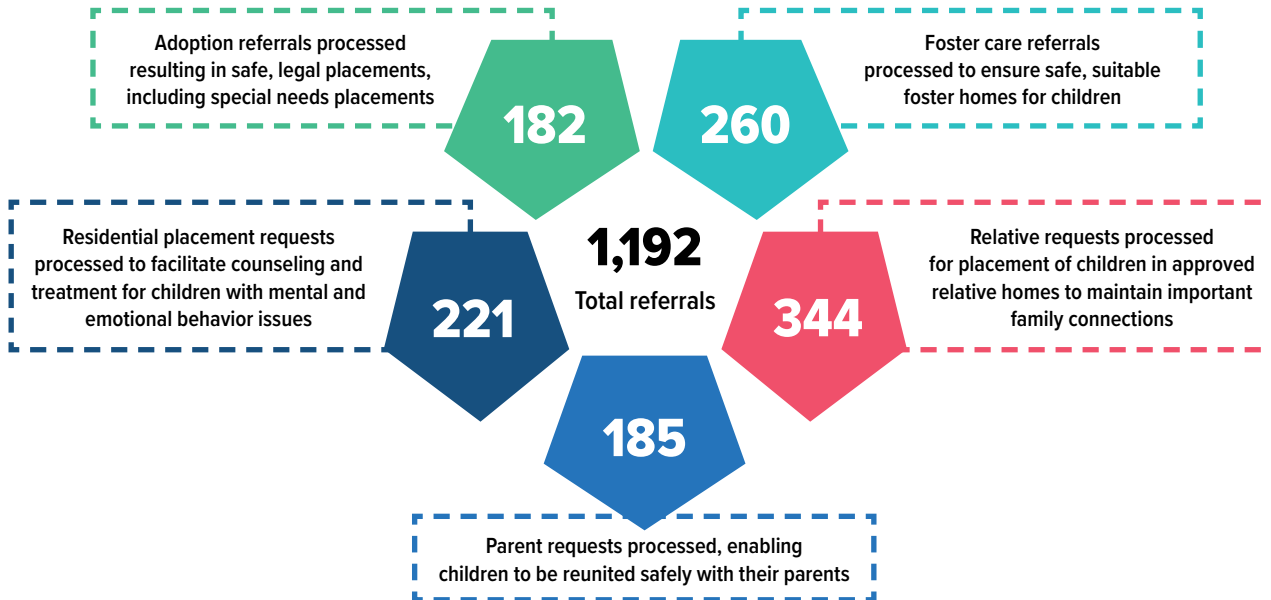 Adoption referrals processed
resulting in safe, legal placements,
including special needs placements
182
260
Foster care referrals
processed to ensure safe, suitable
foster homes for children
Residential placement requests
processed to facilitate counseling and
treatment for children with mental and
emotional behavior issues
221
1,192
Total referrals
344
Relative requests processed
for placement of children in approved
relative homes to maintain important
family connections
185
Parent requests processed, enabling
children to be reunited safely with their parents